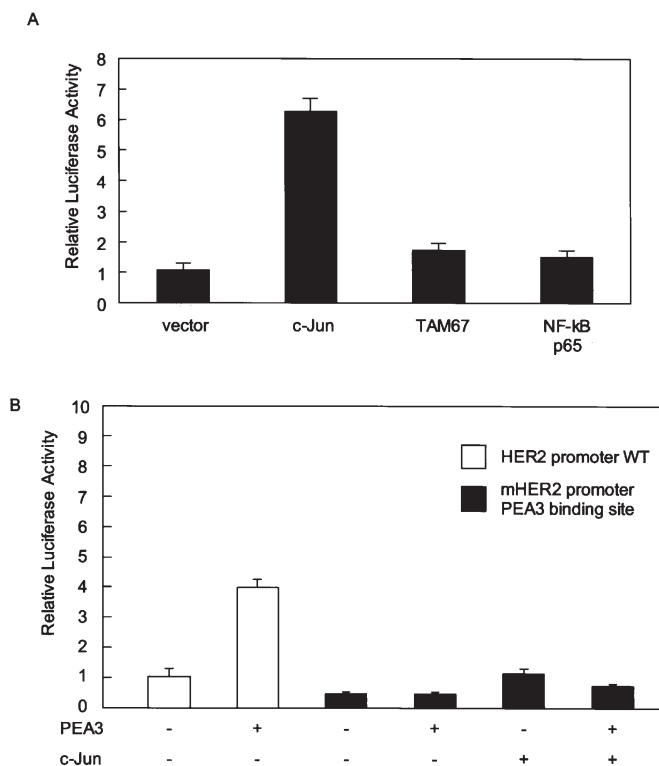 A
Relative Luciferase Activity
8
7
6
5
4
3
2
1
0
vector c-Jun TAM67 NF-kB
p65
B
Relative Luciferase Activity
10
9
8
7
6
5
4
3
2
1
0
HER2 promoter WT
mHER2 promoter
PEA3 binding site
PEA3 - + - + - +
c-Jun - - - - + +